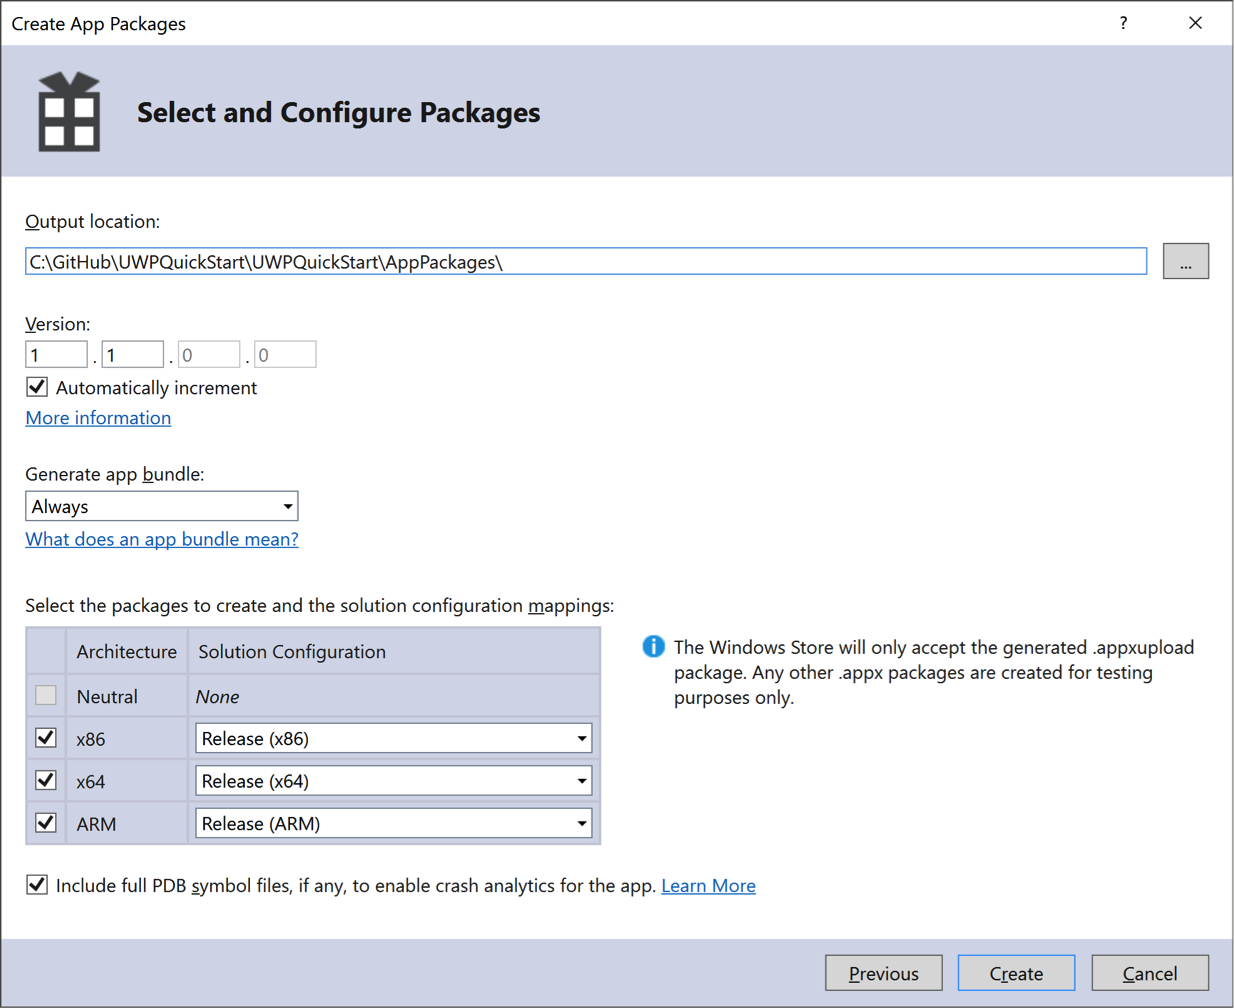 Create App Packages ? ×
Select and Configure Packages
Output location:
C:\GitHub\UWPQuickStart\UWPQuickStart\AppPackages\ ...
Version:
1 . 1 . 0 . 0
Automatically increment
More information
Generate app bundle:
Always
What does an app bundle mean?
Select the packages to create and the solution configuration mappings:
Architecture Solution Configuration
Neutral None
x86 Release (x86)
x64 Release (x64)
ARM Release (ARM)
The Windows Store will only accept the generated .appxupload
package. Any other .appx packages are created for testing
purposes only.
Include full PDB symbol files, if any, to enable crash analytics for the app. Learn More
Previous Create Cancel